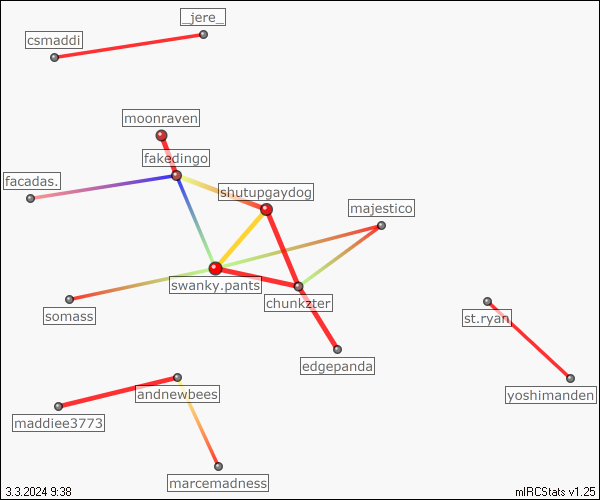 _jere_
csmaddi
moonraven
fakedingo
facadas.
shutupgaydog
majestico
swanky.pants
chunkzter
somass
st.ryan
edgepanda
andnewbees
yoshimanden
maddiee3773
marcemadness
3.3.2024 9:38
mIRCStats v1.25